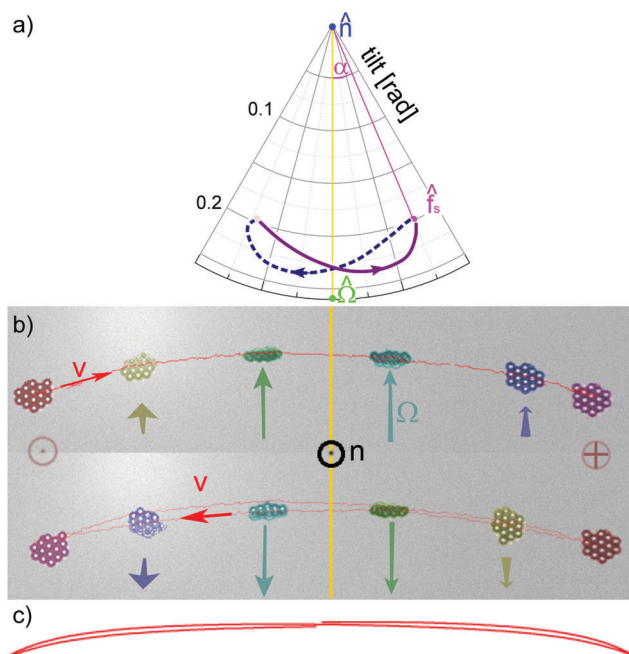 a)
n̂
α
tilt [rad]
0.1
0.2
f̂s
Ω̂
b)
v
Ω
n
v
c)